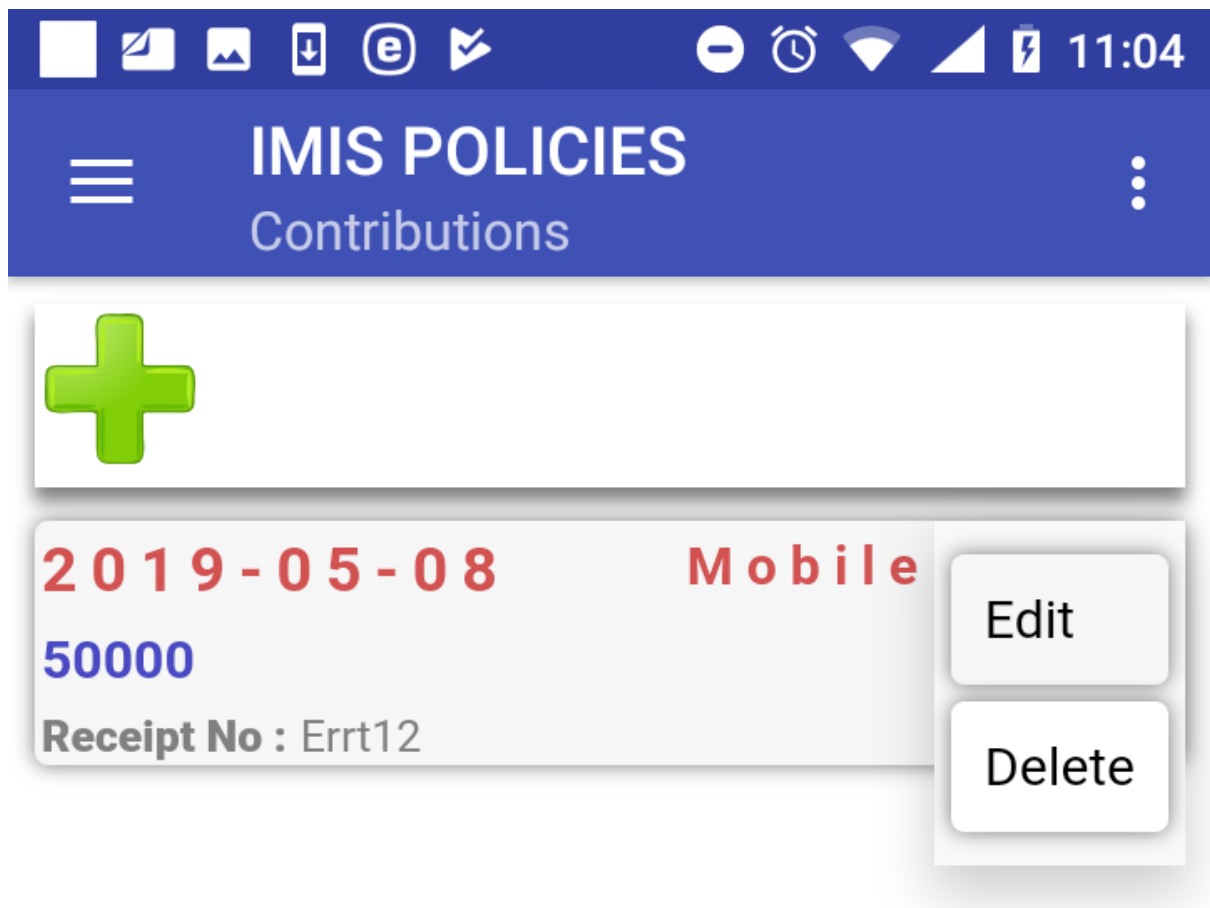 11:04
IMIS POLICIES
Contributions
2019-05-08 Mobile
Edit
50000
Receipt No : Errt12
Delete